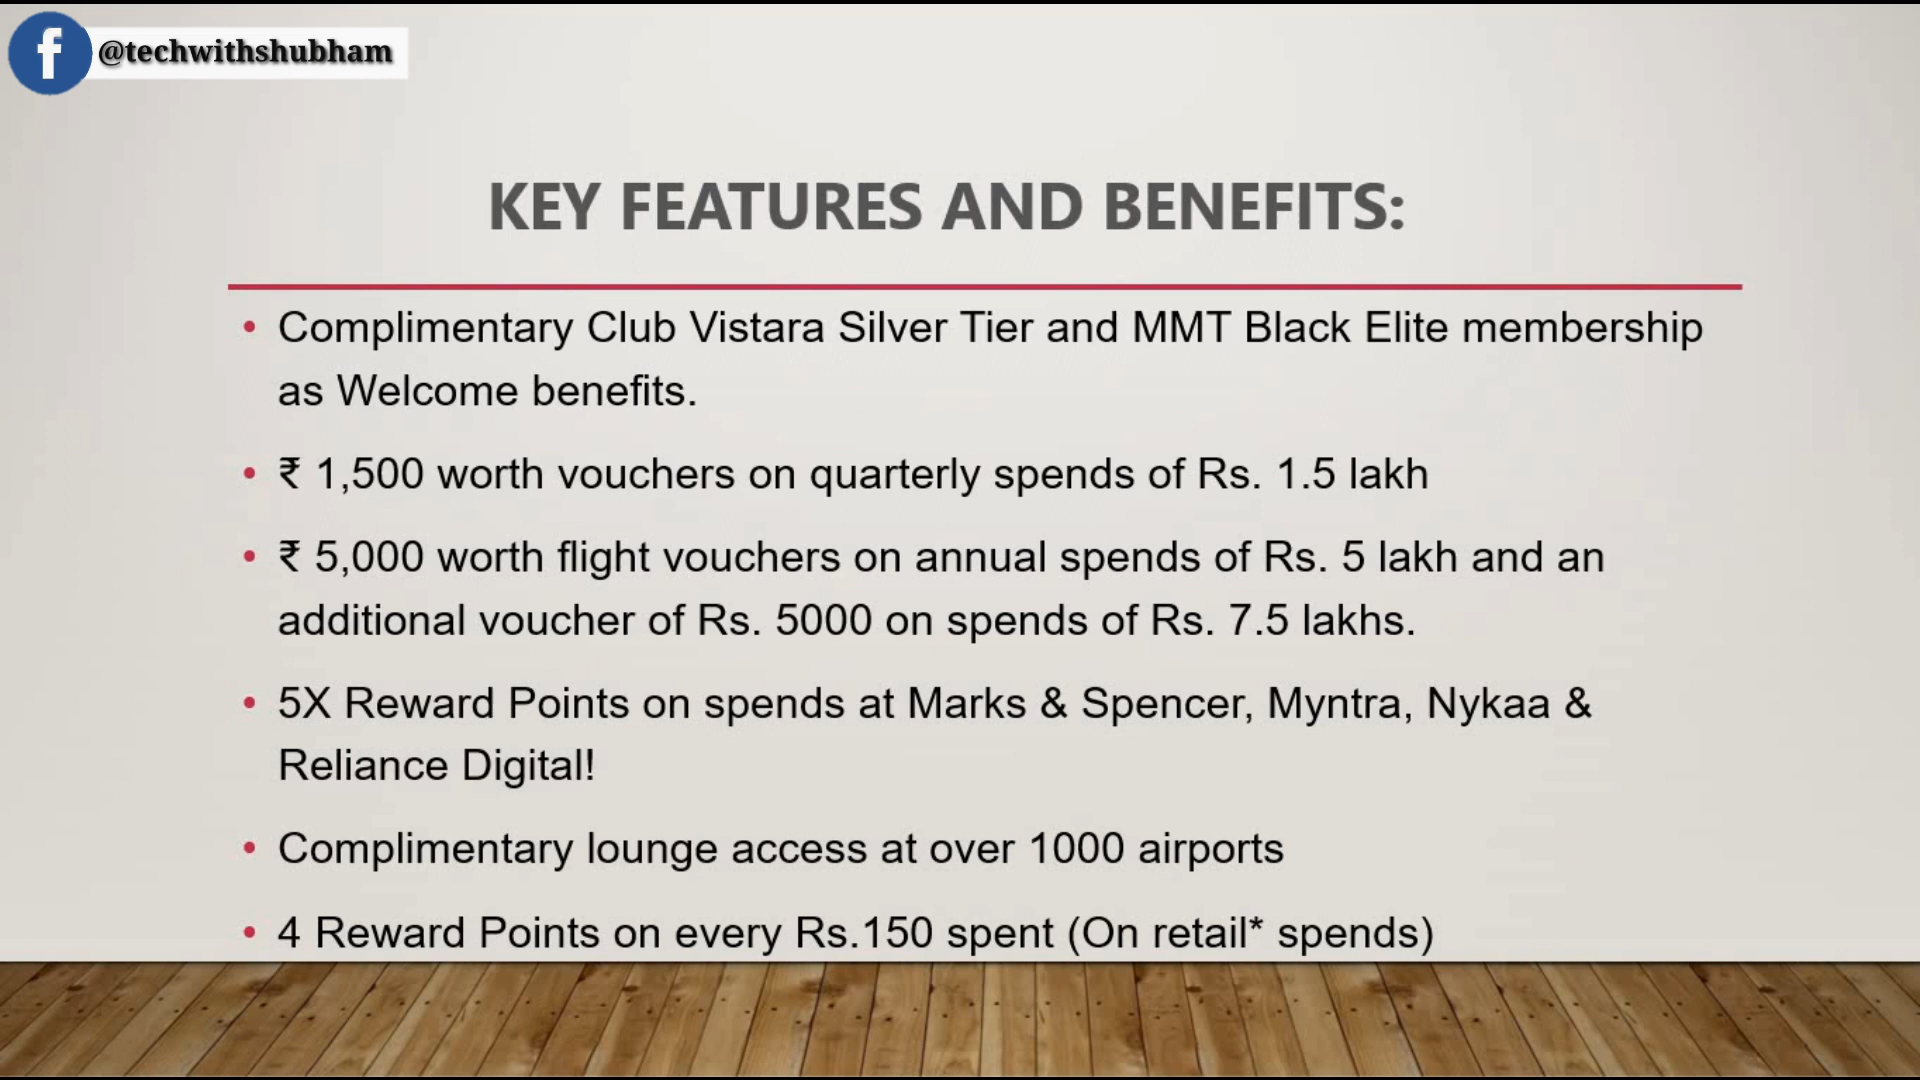 f @techwithshubham
KEY FEATURES AND BENEFITS:
• Complimentary Club Vistara Silver Tier and MMT Black Elite membership
as Welcome benefits.
• ₹ 1,500 worth vouchers on quarterly spends of Rs. 1.5 lakh
• ₹ 5,000 worth flight vouchers on annual spends of Rs. 5 lakh and an
additional voucher of Rs. 5000 on spends of Rs. 7.5 lakhs.
• 5X Reward Points on spends at Marks & Spencer, Myntra, Nykaa &
Reliance Digital!
• Complimentary lounge access at over 1000 airports
• 4 Reward Points on every Rs.150 spent (On retail* spends)